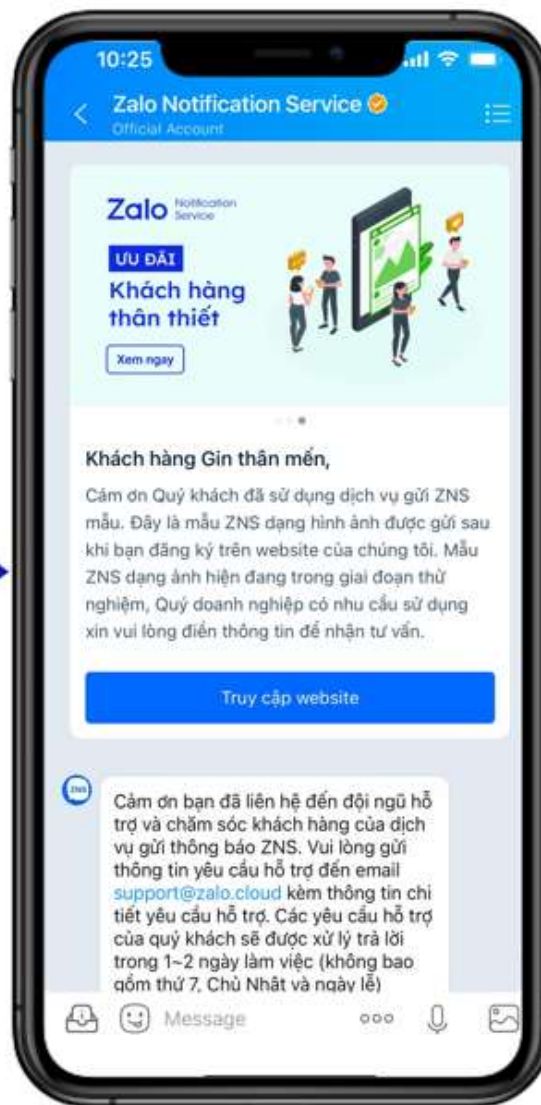 10:25
Zalo Notification Service
Official Account
Zalo Notification
Service
ƯU ĐÃI
Khách hàng
thân thiết
Xem ngay
Khách hàng Gin thân mến,
Cám ơn Quý khách đã sử dụng dịch vụ gửi ZNS
mẫu. Đây là mẫu ZNS dạng hình ảnh được gửi sau
khi bạn đăng ký trên website của chúng tôi. Mẫu
ZNS dạng ảnh hiện đang trong giai đoạn thử
nghiệm, Quý doanh nghiệp có nhu cầu sử dụng
xin vui lòng điền thông tin để nhận tư vấn.
Truy cập website
ZNS
Cảm ơn bạn đã liên hệ đến đội ngũ hỗ
trợ và chăm sóc khách hàng của dịch
vụ gửi thông báo ZNS. Vui lòng gửi
thông tin yêu cầu hỗ trợ đến email
support@zalo.cloud kèm thông tin chi
tiết yêu cầu hỗ trợ. Các yêu cầu hỗ trợ
của quý khách sẽ được xử lý trả lời
trong 1~2 ngày làm việc (không bao
gồm thứ 7, Chủ Nhật và ngày lễ)
Message